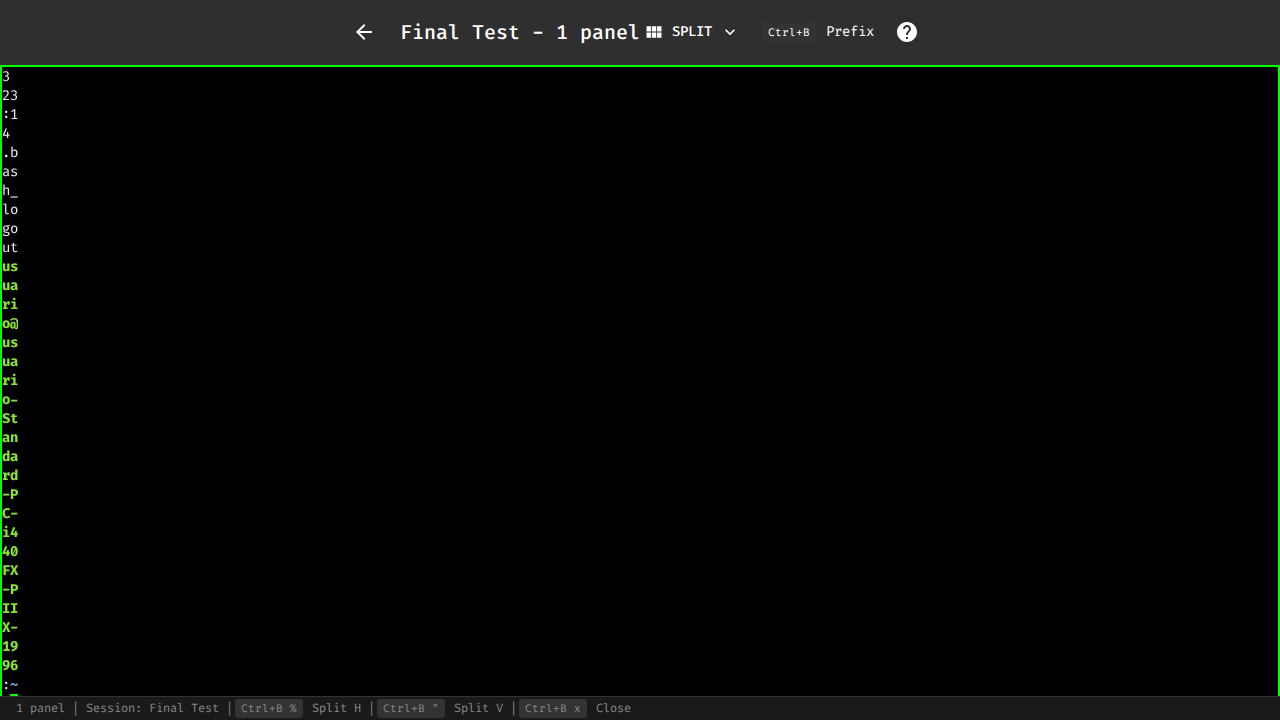 Final Test - 1 panel SPLIT Ctrl+B Prefix
3
23
:1
4
.b
as
h_
lo
go
ut
us
ua
ri
o@
us
ua
ri
o-
St
an
da
rd
-P
C-
i4
40
FX
-P
II
X-
19
96
:~
1 panel | Session: Final Test | Ctrl+B % Split H | Ctrl+B " Split V | Ctrl+B x Close